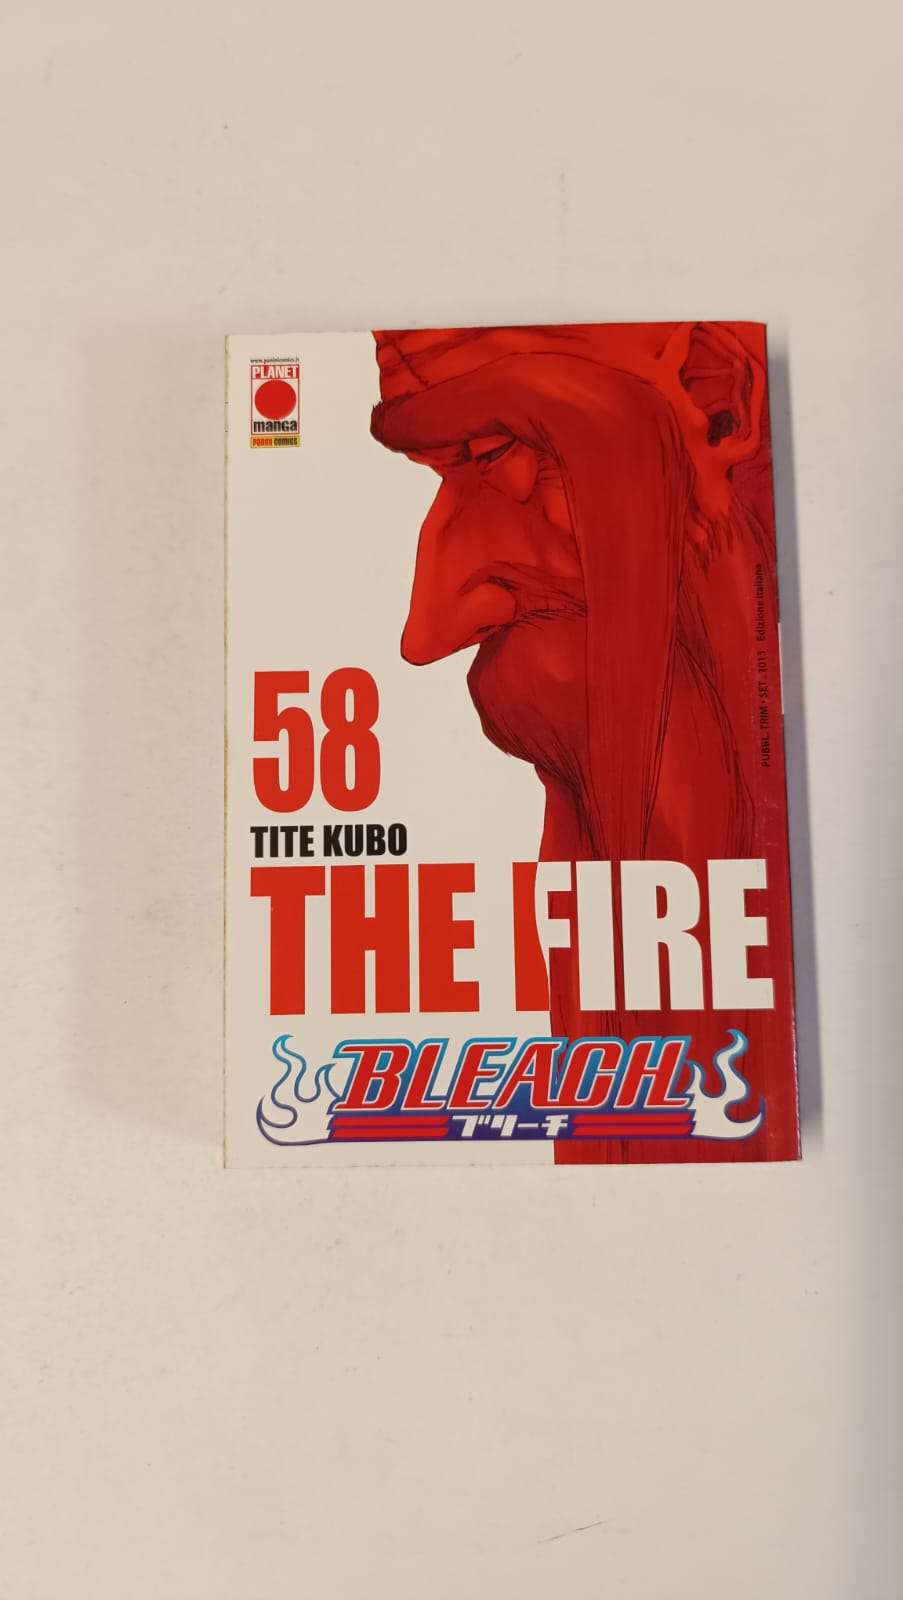 www.paninicomics.it
PLANET
manga
PANINI COMICS
58
TITE KUBO
THE FIRE
BLEACH
ブリーチ
PUBBL. TRIM • SET. 2013 Edizione italiana